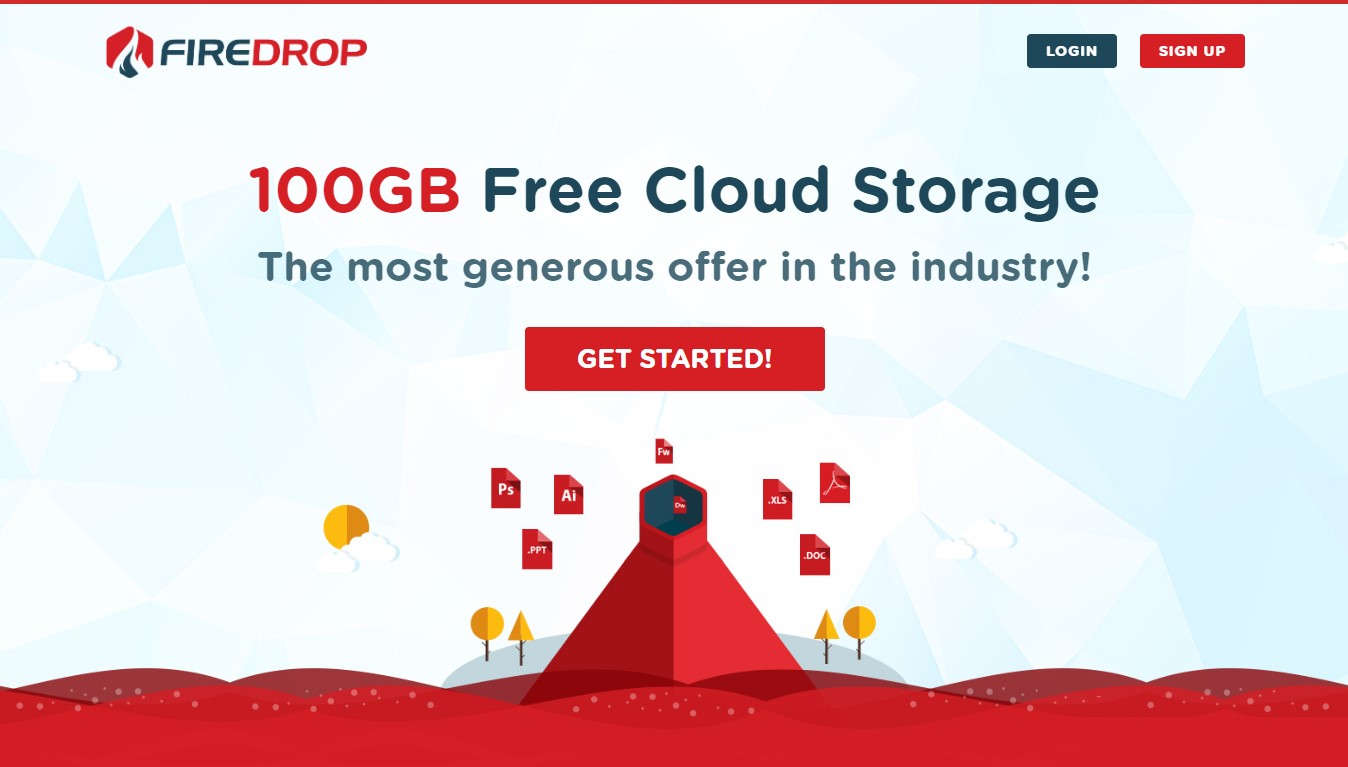 FIREDROP
LOGIN
SIGN UP
100GB Free Cloud Storage
The most generous offer in the industry!
GET STARTED!
Fw
Ps
Ai
Dw
.XLS
.PPT
.DOC